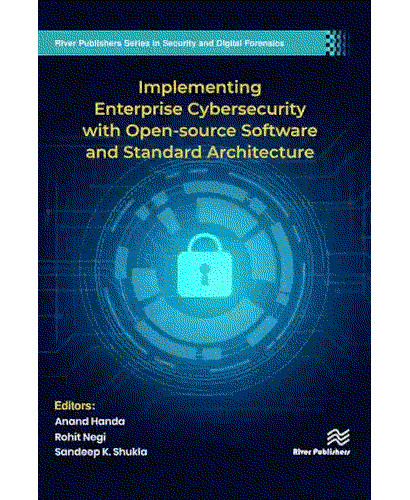 River Publishers Series in Security and Digital Forensics
Implementing
Enterprise Cybersecurity
with Open-source Software
and Standard Architecture
Editors:
Anand Handa
Rohit Negi
Sandeep K. Shukla
River Publishers